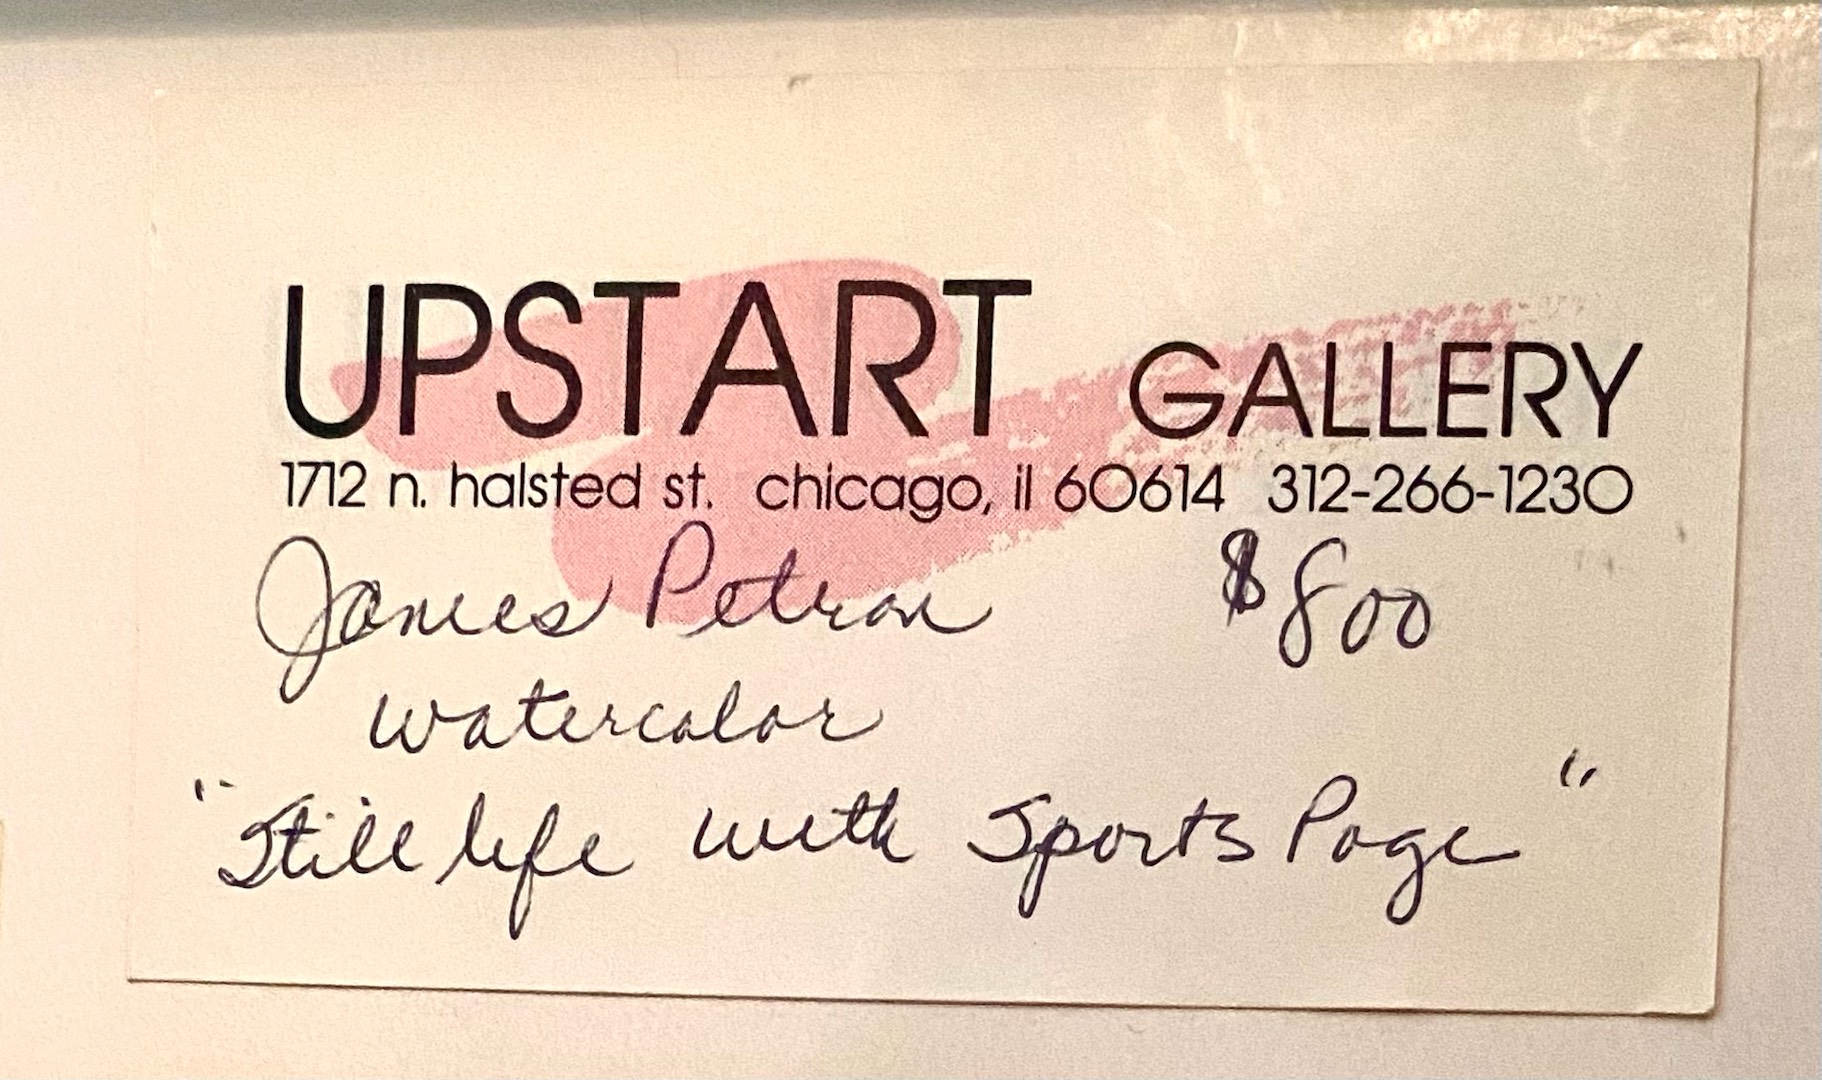 UPSTART GALLERY
1712 n. halsted st. chicago, il 60614 312-266-1230
James Petran $800
watercolor
"Still life with Sports Page"